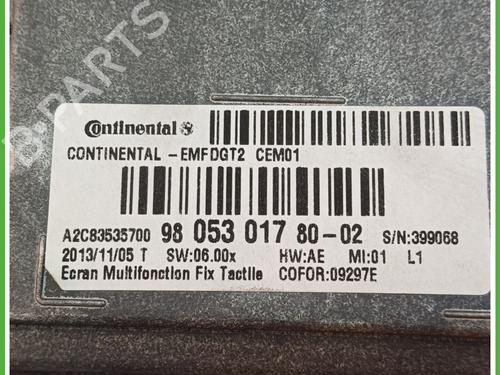 B-PARTS
Continental
CONTINENTAL -EMFDGT2 CEM01
A2C83535700 98 053 017 80-02 S/N:399068
2013/11/05 T SW:06.00x HW:AE MI:01 L1
Ecran Multifonction Fix Tactile COFOR:09297E